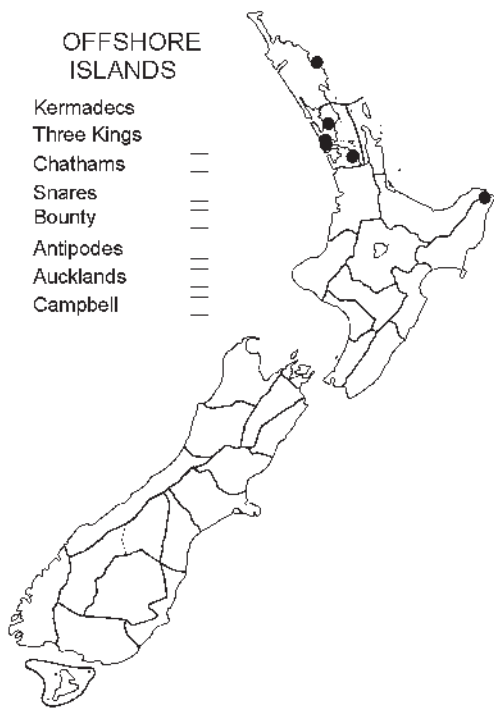 OFFSHORE
ISLANDS
Kermadecs
Three Kings
Chathams
Snares
Bounty
Antipodes
Aucklands
Campbell